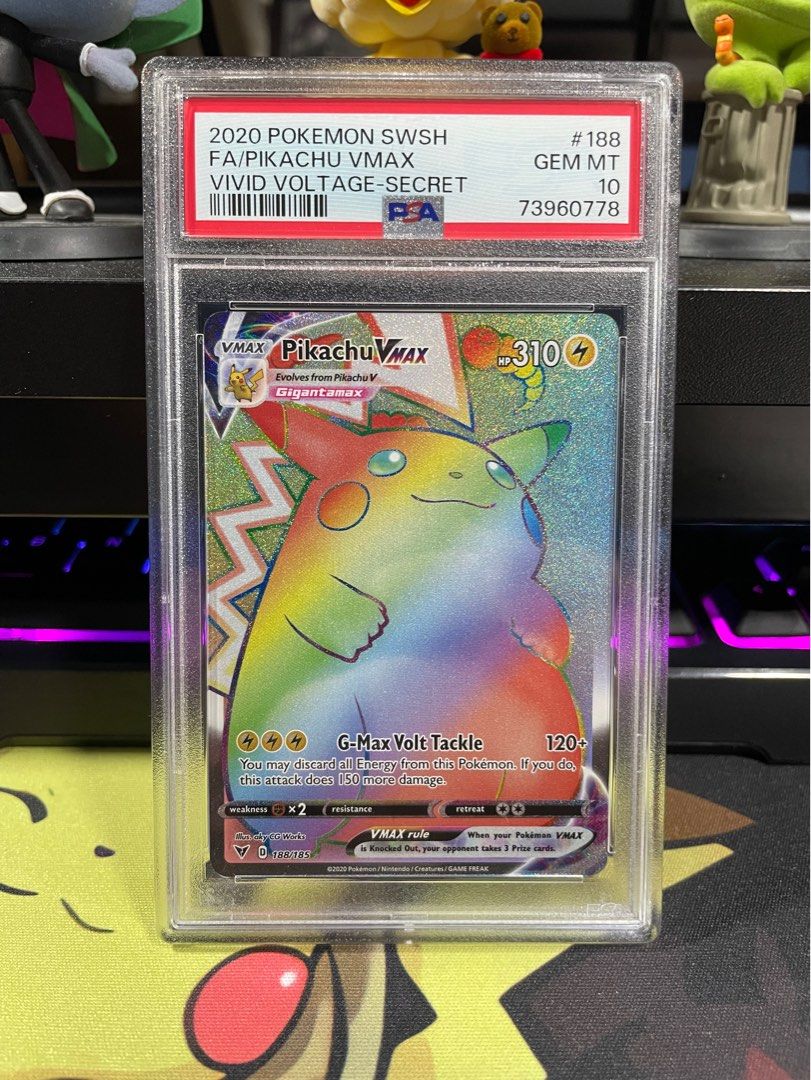 2020 POKEMON SWSH #188
FA/PIKACHU VMAX GEM MT
VIVID VOLTAGE-SECRET 10
PSA 73960778
VMAX Pikachu VMAX HP 310
Evolves from Pikachu V
Gigantamax
G-Max Volt Tackle 120+
You may discard all Energy from this Pokémon. If you do,
this attack does 150 more damage.
weakness ×2 resistance retreat
Illus. aky CG Works
VMAX rule When your Pokémon VMAX
is Knocked Out, your opponent takes 3 Prize cards.
D 188/185
©2020 Pokémon / Nintendo / Creatures / GAME FREAK